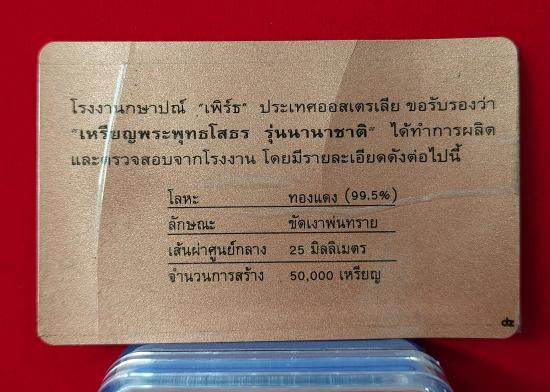 โรงงานกษาปณ์ "เพิร์ธ" ประเทศออสเตรเลีย ขอรับรองว่า
"เหรียญพระพุทธโสธร รุ่นนานาชาติ" ได้ทำการผลิต
และตรวจสอบจากโรงงาน โดยมีรายละเอียดดังต่อไปนี้
โลหะ ทองแดง (99.5%)
ลักษณะ ขัดเงาพ่นทราย
เส้นผ่าศูนย์กลาง 25 มิลลิเมตร
จำนวนการสร้าง 50,000 เหรียญ